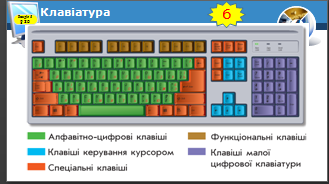 Клавіатура
6
Алфавітно-цифрові клавіші
Функціональні клавіші
Клавіші керування курсором
Клавіші малої
цифрової клавіатури
Спеціальні клавіші